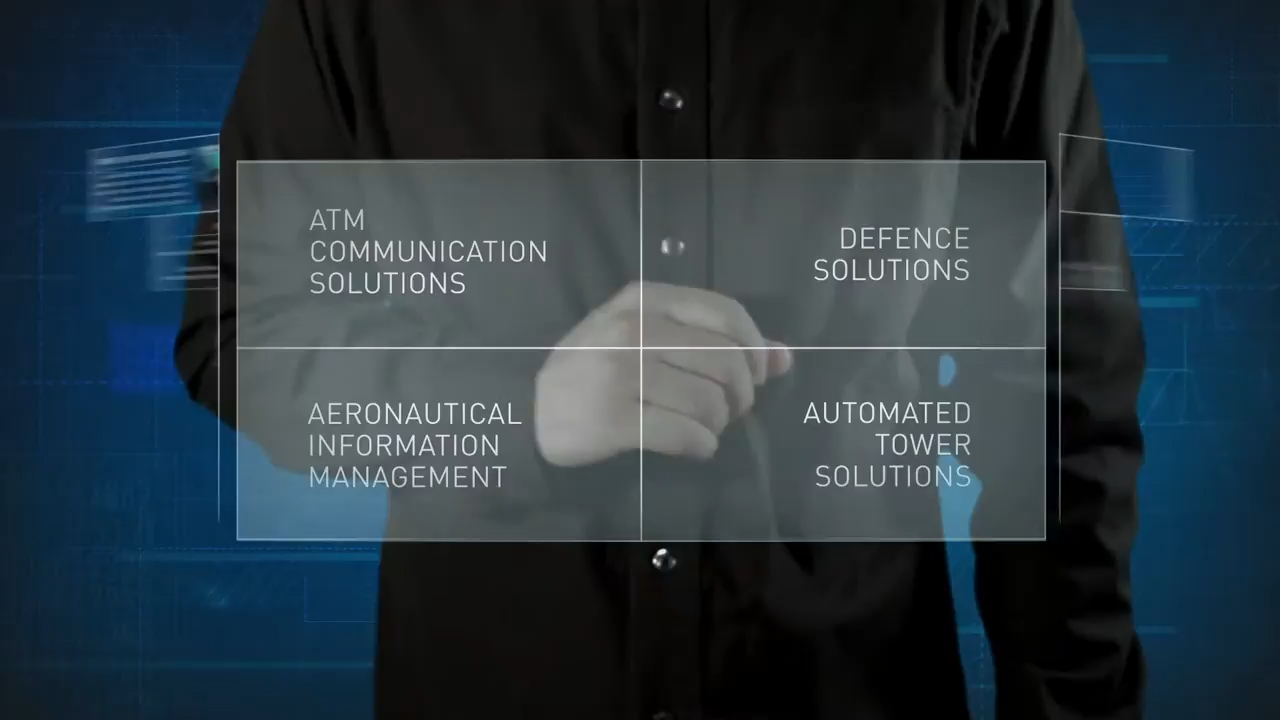 ATM
COMMUNICATION
SOLUTIONS
DEFENCE
SOLUTIONS
AERONAUTICAL
INFORMATION
MANAGEMENT
AUTOMATED
TOWER
SOLUTIONS